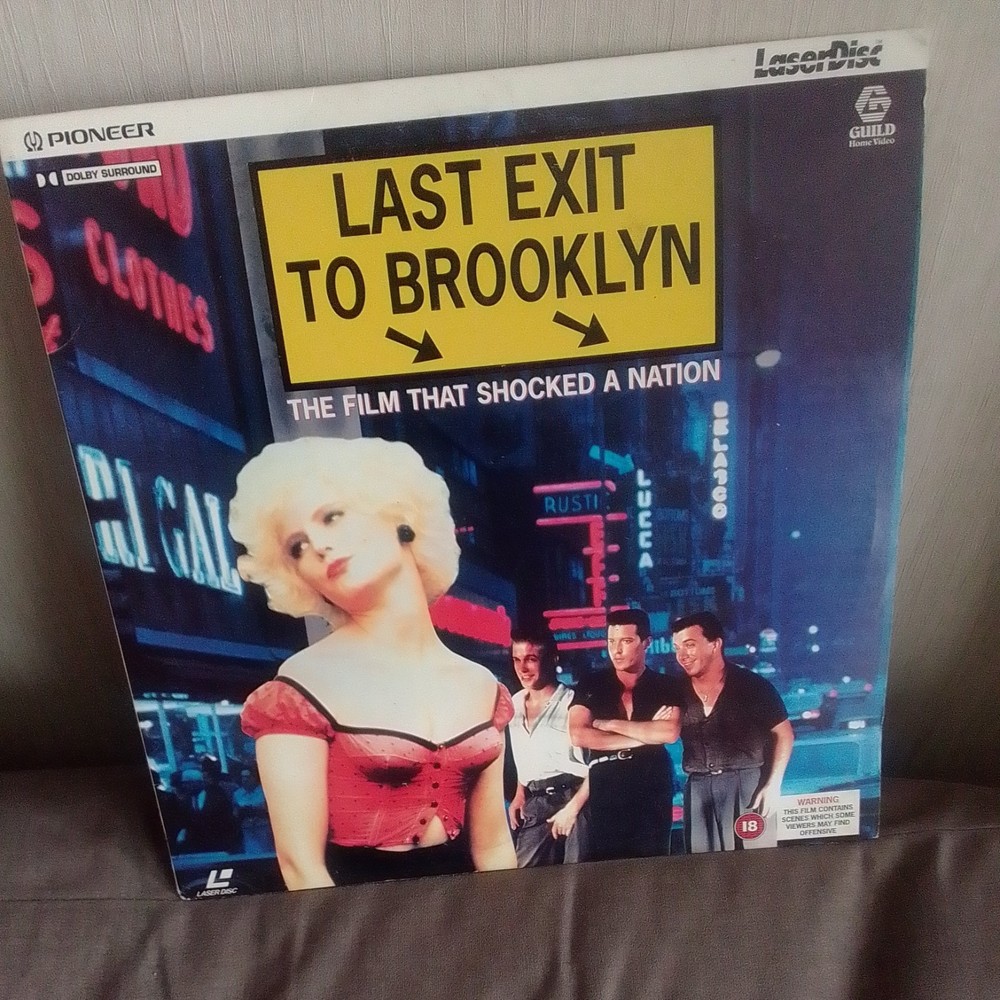 LaserDisc
PIONEER
GUILD
Home Video
DOLBY SURROUND
LAST EXIT
TO BROOKLYN
THE FILM THAT SHOCKED A NATION
CLOTHES
GAL
RUSTI
LUCCA
BELASCO
WARNING
THIS FILM CONTAINS
SCENES WHICH SOME
VIEWERS MAY FIND
OFFENSIVE
18
LASER DISC